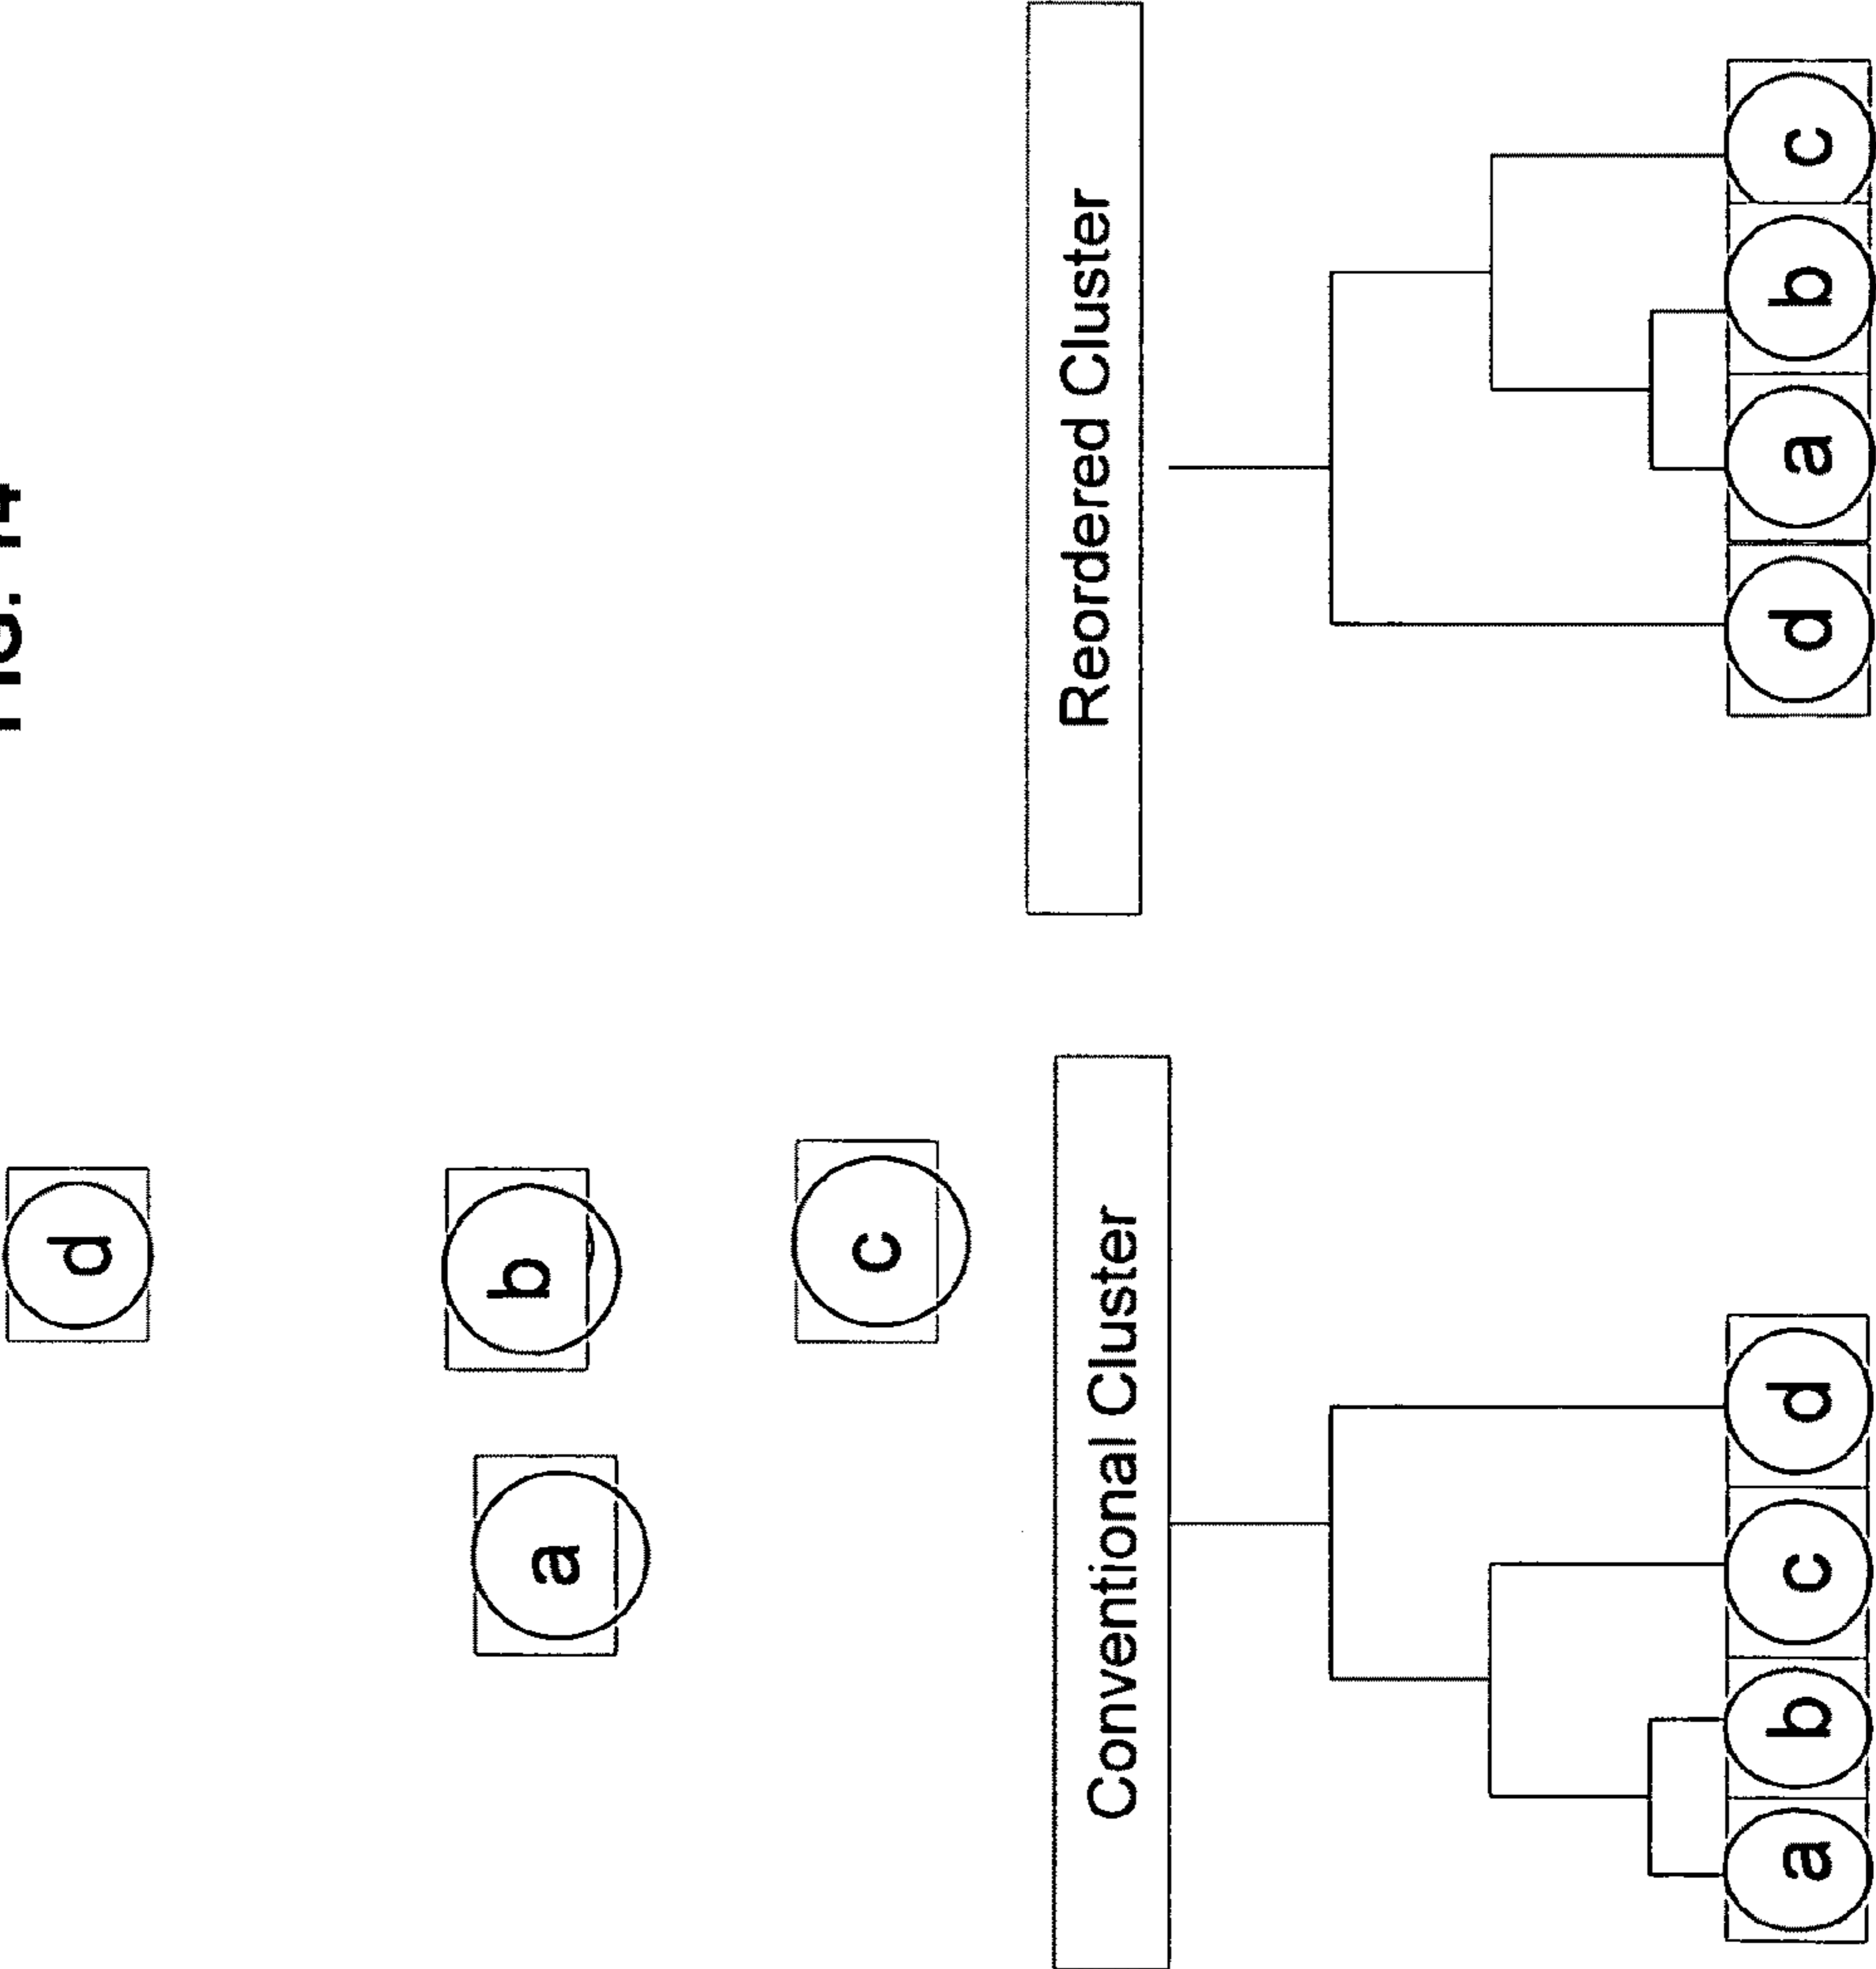 FIG. 14
d
a b
c
Conventional Cluster
a b c d
Reordered Cluster
d a b c